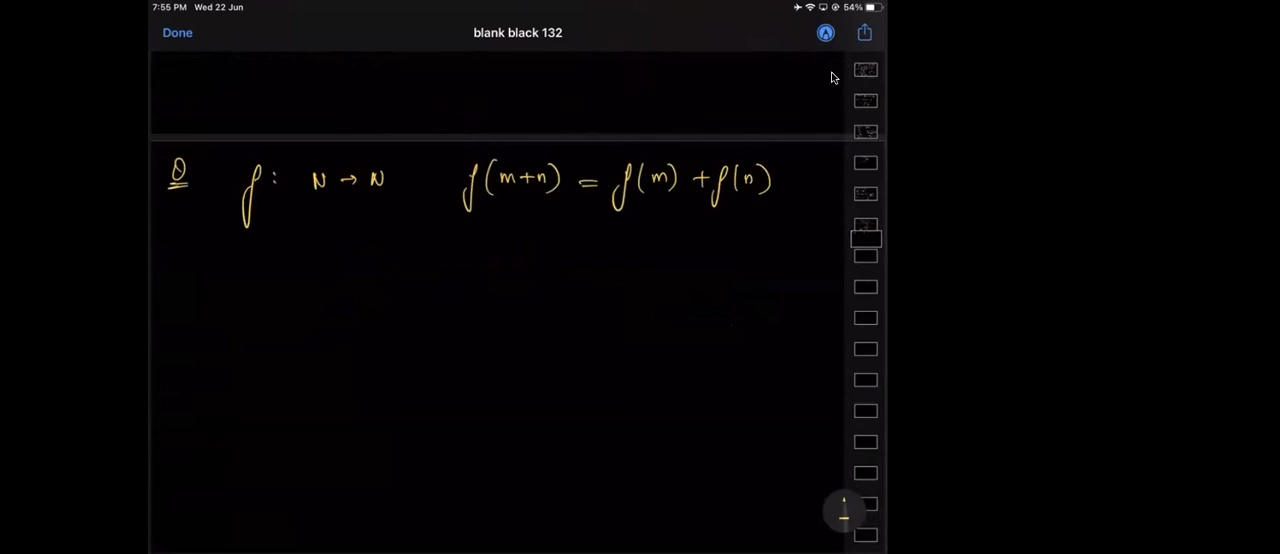 7:55 PM Wed 22 Jun 54%
Done blank black 132
Q f: N → N f(m+n) = f(m) + f(n)